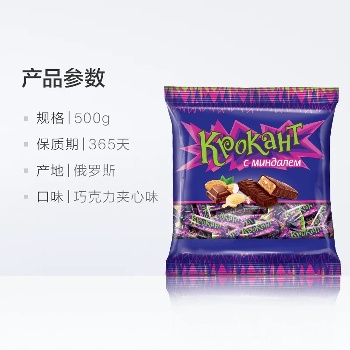 产品参数
规格|500g
保质期|365天
产地|俄罗斯
口味|巧克力夹心味
КРОКАНТ
С МИНДАЛЕМ